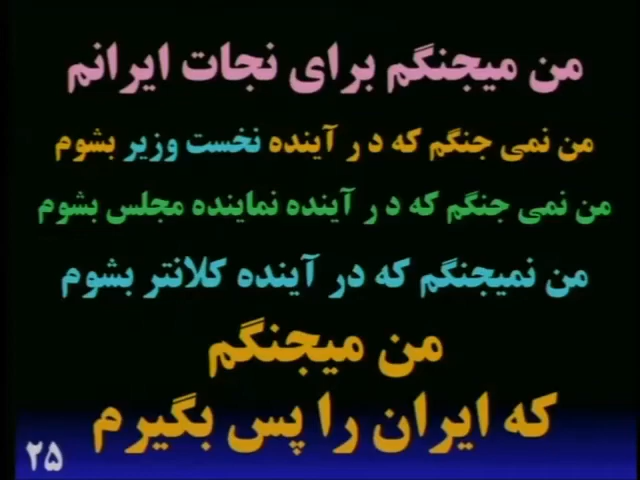 من میجنگم برای نجات ایرانم
من نمی جنگم که د ر آینده نخست وزیر بشوم
من نمی جنگم که د ر آینده نماینده مجلس بشوم
من نمیجنگم که در آینده کلانتر بشوم
من میجنگم
که ایران را پس بگیرم
۲۵